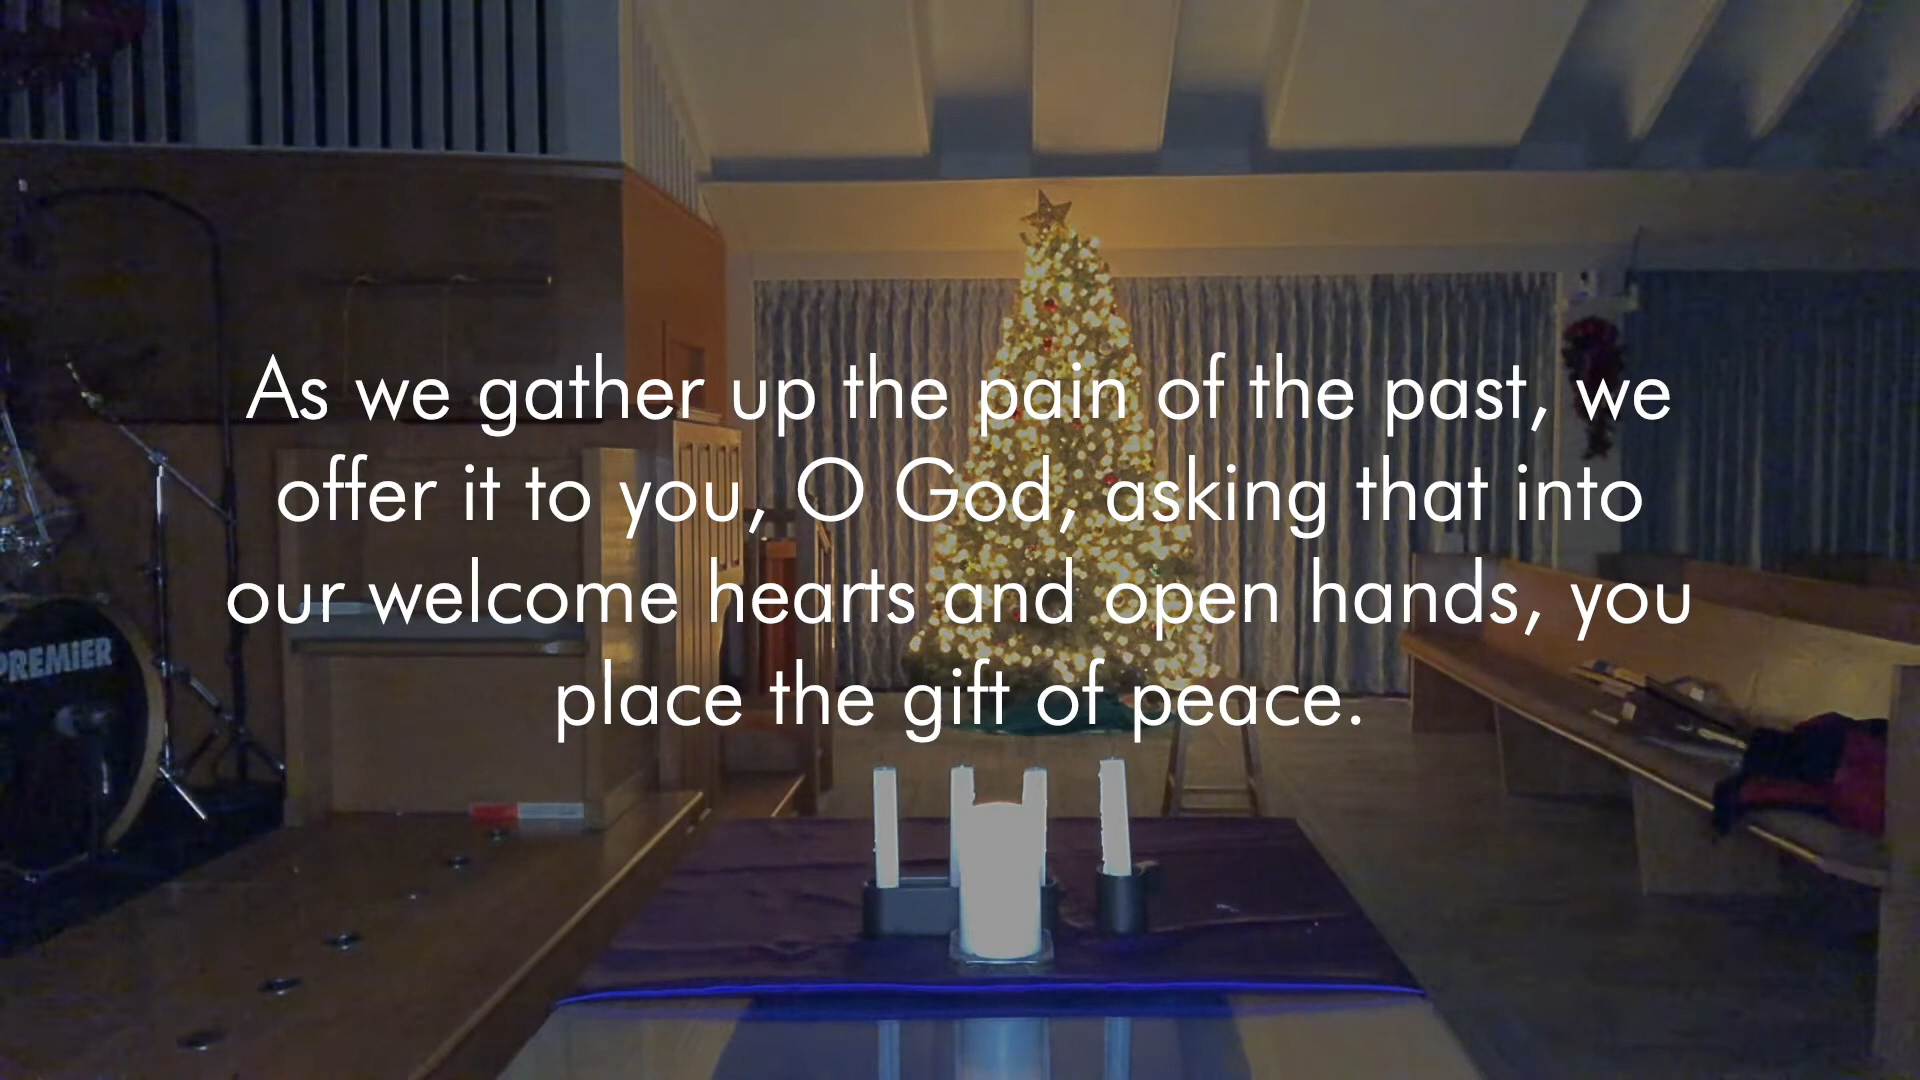 As we gather up the pain of the past, we
offer it to you, O God, asking that into
our welcome hearts and open hands, you
place the gift of peace.
PREMIER